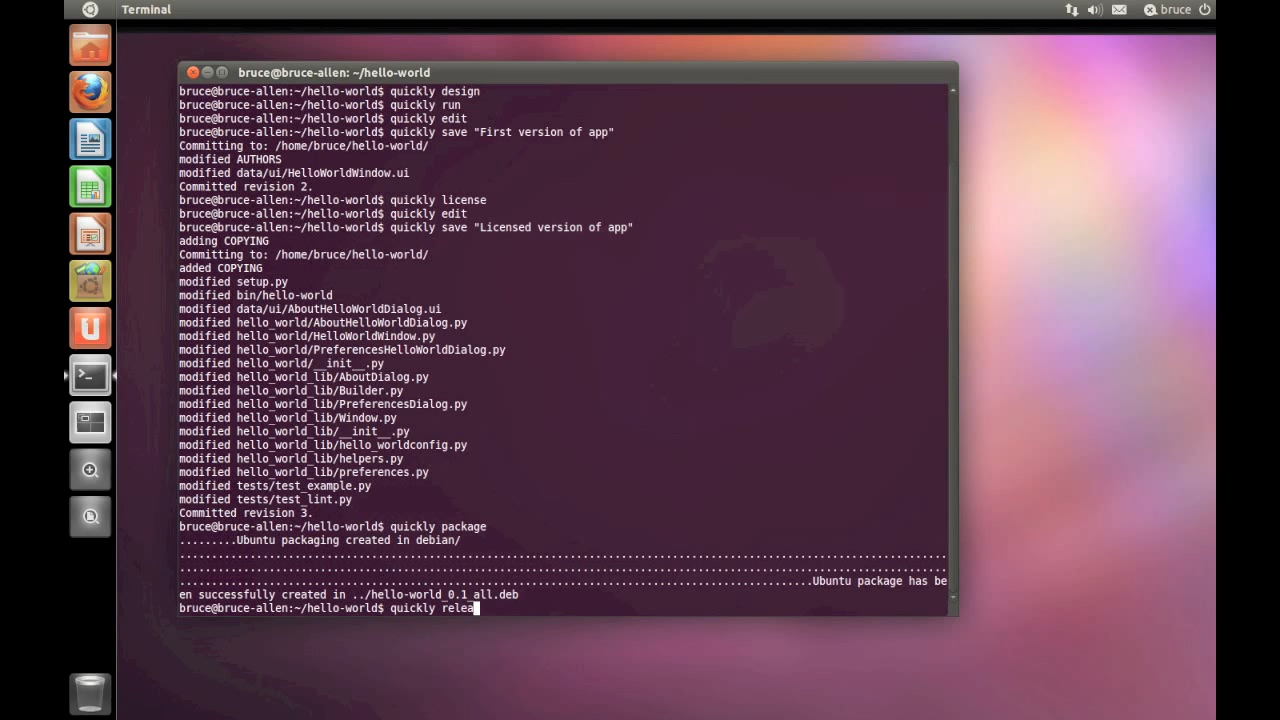 Terminal
bruce
bruce@bruce-allen: ~/hello-world
bruce@bruce-allen:~/hello-world$ quickly design
bruce@bruce-allen:~/hello-world$ quickly run
bruce@bruce-allen:~/hello-world$ quickly edit
bruce@bruce-allen:~/hello-world$ quickly save "First version of app"
Committing to: /home/bruce/hello-world/
modified AUTHORS
modified data/ui/HelloWorldWindow.ui
Committed revision 2.
bruce@bruce-allen:~/hello-world$ quickly license
bruce@bruce-allen:~/hello-world$ quickly edit
bruce@bruce-allen:~/hello-world$ quickly save "Licensed version of app"
adding COPYING
Committing to: /home/bruce/hello-world/
added COPYING
modified setup.py
modified bin/hello-world
modified data/ui/AboutHelloWorldDialog.ui
modified hello_world/AboutHelloWorldDialog.py
modified hello_world/HelloWorldWindow.py
modified hello_world/PreferencesHelloWorldDialog.py
modified hello_world/__init__.py
modified hello_world_lib/AboutDialog.py
modified hello_world_lib/Builder.py
modified hello_world_lib/PreferencesDialog.py
modified hello_world_lib/Window.py
modified hello_world_lib/__init__.py
modified hello_world_lib/hello_worldconfig.py
modified hello_world_lib/helpers.py
modified hello_world_lib/preferences.py
modified tests/test_example.py
modified tests/test_lint.py
Committed revision 3.
bruce@bruce-allen:~/hello-world$ quickly package
.........Ubuntu packaging created in debian/
........................................................................................................................
........................................................................................................................
...................................................................................................Ubuntu package has be
en successfully created in ../hello-world_0.1_all.deb
bruce@bruce-allen:~/hello-world$ quickly relea